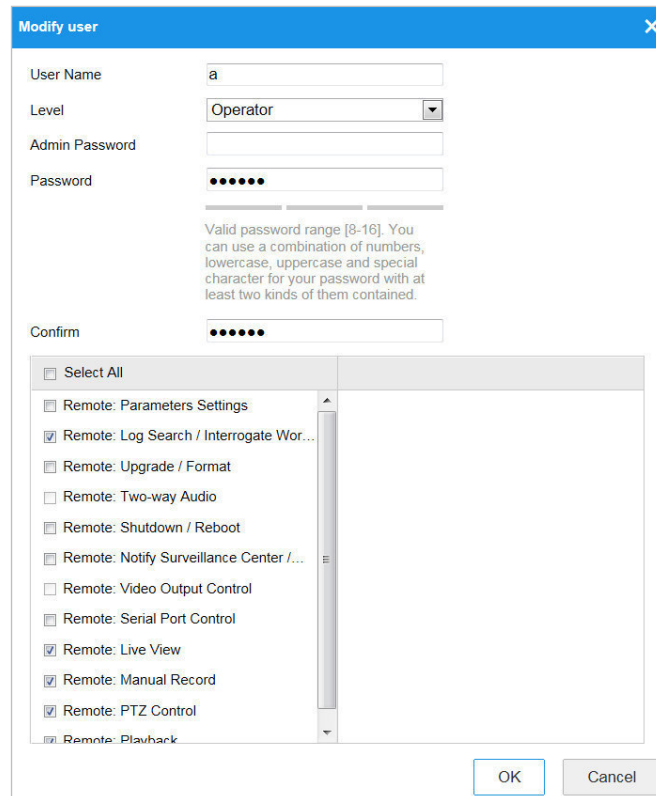 Modify user
User Name
a
Level
Operator
Admin Password
Password
●●●●●●
Valid password range [8-16]. You
can use a combination of numbers,
lowercase, uppercase and special
character for your password with at
least two kinds of them contained.
Confirm
●●●●●●
Select All
Remote: Parameters Settings
Remote: Log Search / Interrogate Wor...
Remote: Upgrade / Format
Remote: Two-way Audio
Remote: Shutdown / Reboot
Remote: Notify Surveillance Center /...
Remote: Video Output Control
Remote: Serial Port Control
Remote: Live View
Remote: Manual Record
Remote: PTZ Control
Remote: Playback
OK
Cancel